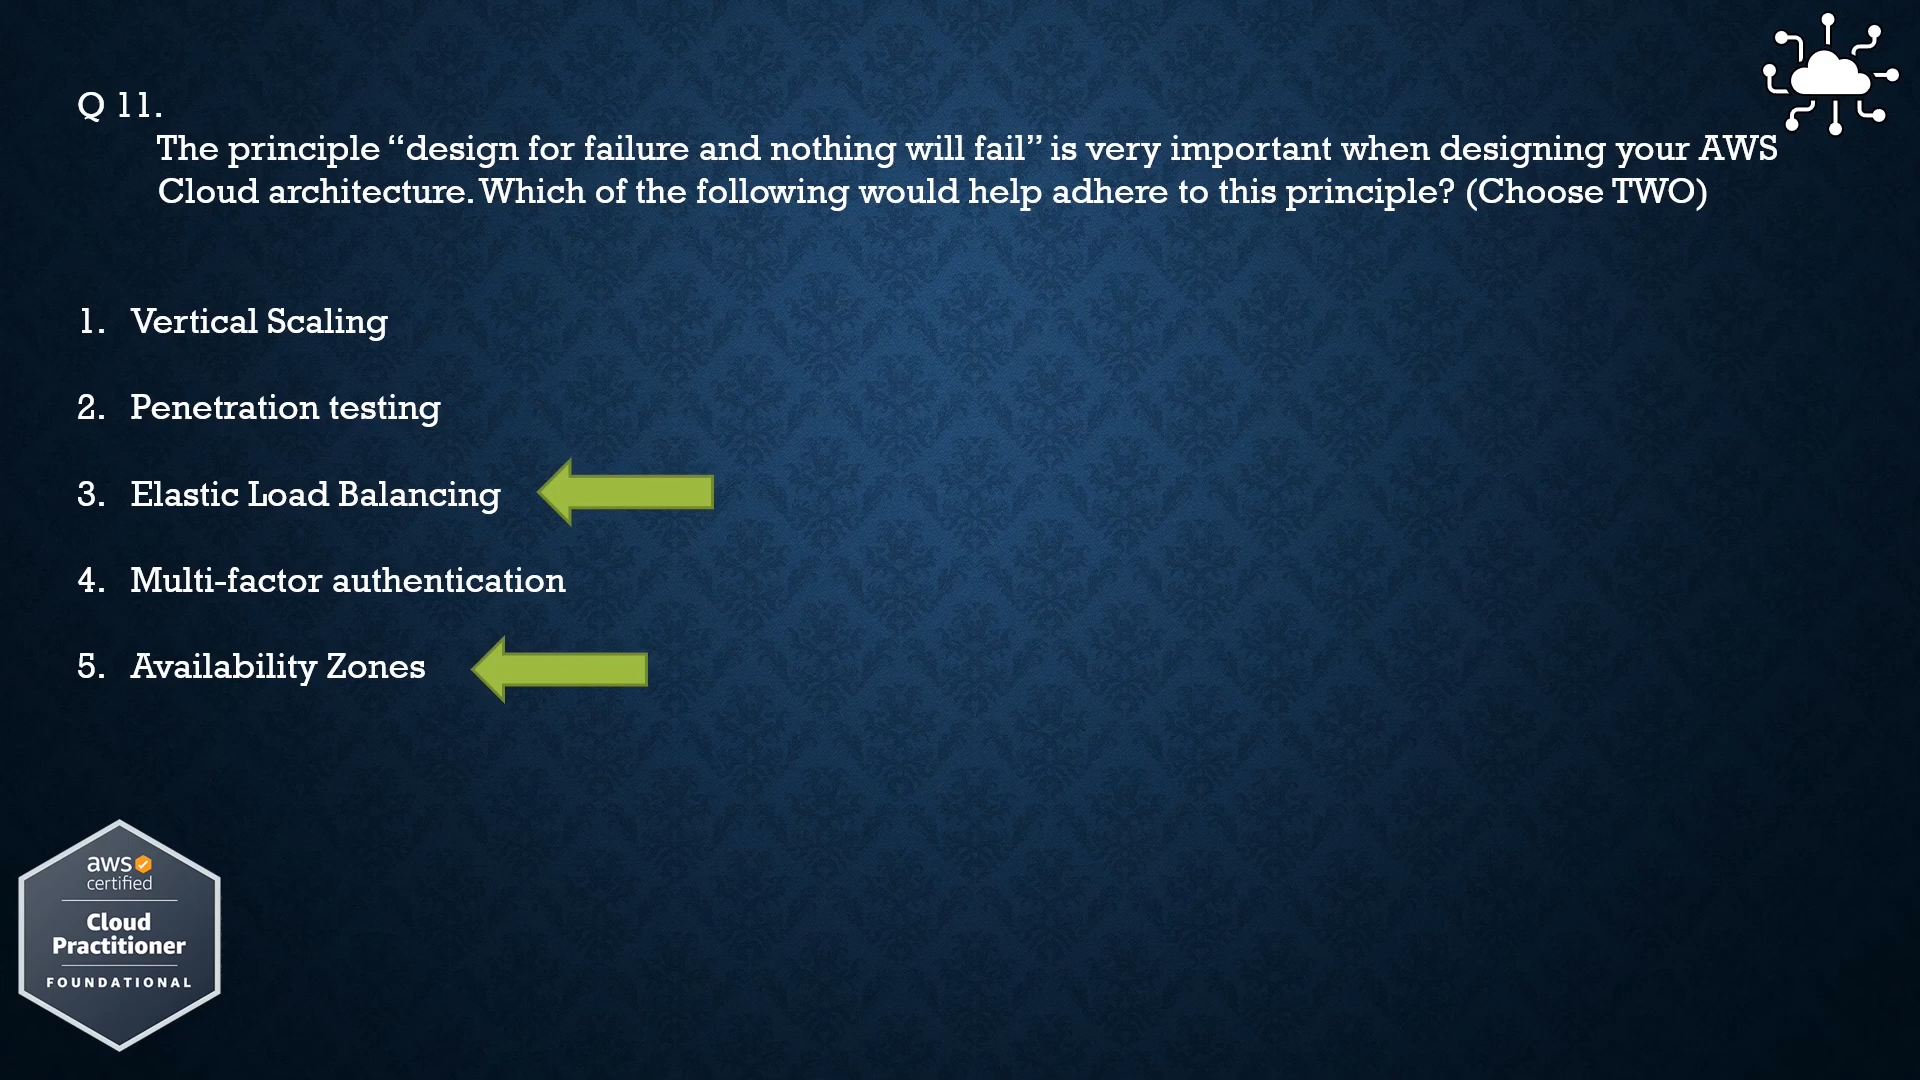 Q 11.
The principle “design for failure and nothing will fail” is very important when designing your AWS
Cloud architecture. Which of the following would help adhere to this principle? (Choose TWO)
1. Vertical Scaling
2. Penetration testing
3. Elastic Load Balancing
4. Multi-factor authentication
5. Availability Zones
aws
certified
Cloud
Practitioner
FOUNDATIONAL